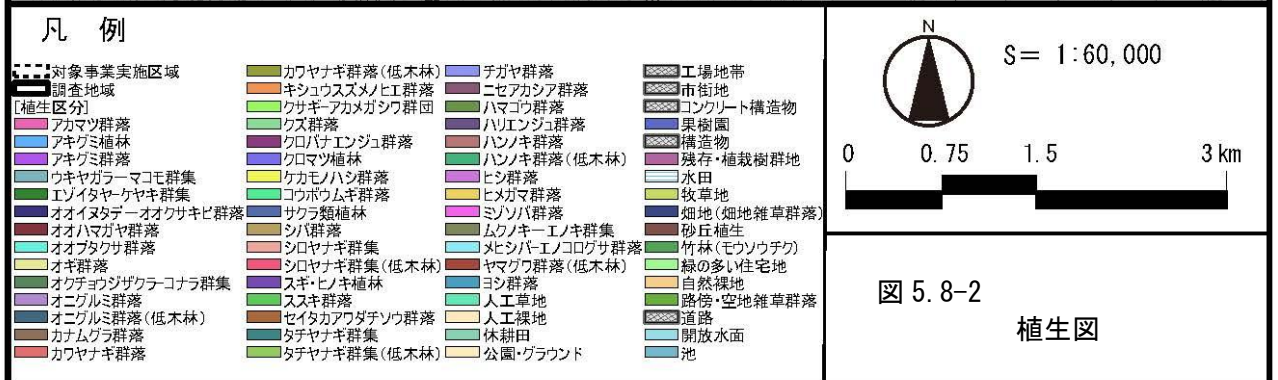 凡 例
対象事業実施区域
調査地域
[植生区分]
アカマツ群落
アキグミ植林
アキグミ群落
ウキヤガラーマコモ群集
エゾイタヤーケヤキ群集
オオイヌタデーオオクサキビ群落
オオハマガヤ群落
オオブタクサ群落
オギ群落
オクチョウジザクラーコナラ群集
オニグルミ群落
オニグルミ群落(低木林)
カナムグラ群落
カワヤナギ群落
カワヤナギ群落(低木林)
キシュウスズメノヒエ群落
クサギーアカメガシワ群団
クズ群落
クロバナエンジュ群落
クロマツ植林
ケカモノハシ群落
コウボウムギ群落
サクラ類植林
シバ群落
シロヤナギ群集
シロヤナギ群集(低木林)
スギ・ヒノキ植林
ススキ群落
セイタカアワダチソウ群落
タチヤナギ群集
タチヤナギ群集(低木林)
チガヤ群落
ニセアカシア群落
ハマゴウ群落
ハリエンジュ群落
ハンノキ群落
ハンノキ群落(低木林)
ヒシ群落
ヒメガマ群落
ミゾソバ群落
ムクノキーエノキ群集
メヒシバーエノコログサ群落
ヤマグワ群落(低木林)
ヨシ群落
人工草地
人工裸地
休耕田
公園・グラウンド
工場地帯
市街地
コンクリート構造物
果樹園
構造物
残存・植栽樹群地
水田
牧草地
畑地(畑地雑草群落)
砂丘植生
竹林(モウソウチク)
緑の多い住宅地
自然裸地
路傍・空地雑草群落
道路
開放水面
池
N
S= 1:60,000
0 0.75 1.5 3 km
図 5.8-2
植生図